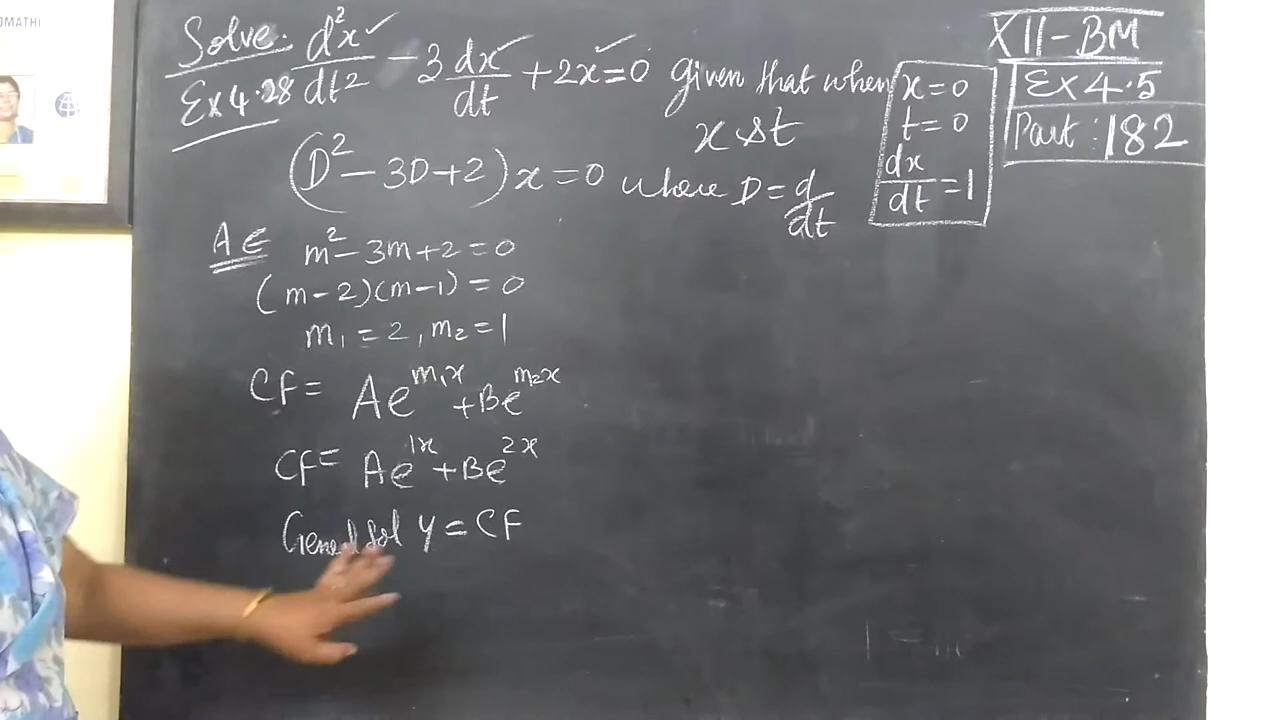 OMATHI
Solve. d²x/dt² - 3 dx/dt + 2x = 0 given that when x = 0
Ex 4.28
x & t
t = 0
dx/dt = 1
XII-BM
Ex 4.5
Part: 182
(D² - 3D + 2)x = 0 where D = d/dt
AE m² - 3m + 2 = 0
(m - 2)(m - 1) = 0
m₁ = 2, m₂ = 1
CF = Ae^m₁x + Be^m₂x
CF = Ae^1x + Be^2x
General Sol y = CF